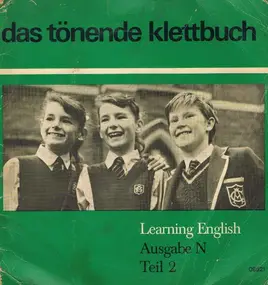 das tönende klettbuch
Learning English
Ausgabe N
Teil 2